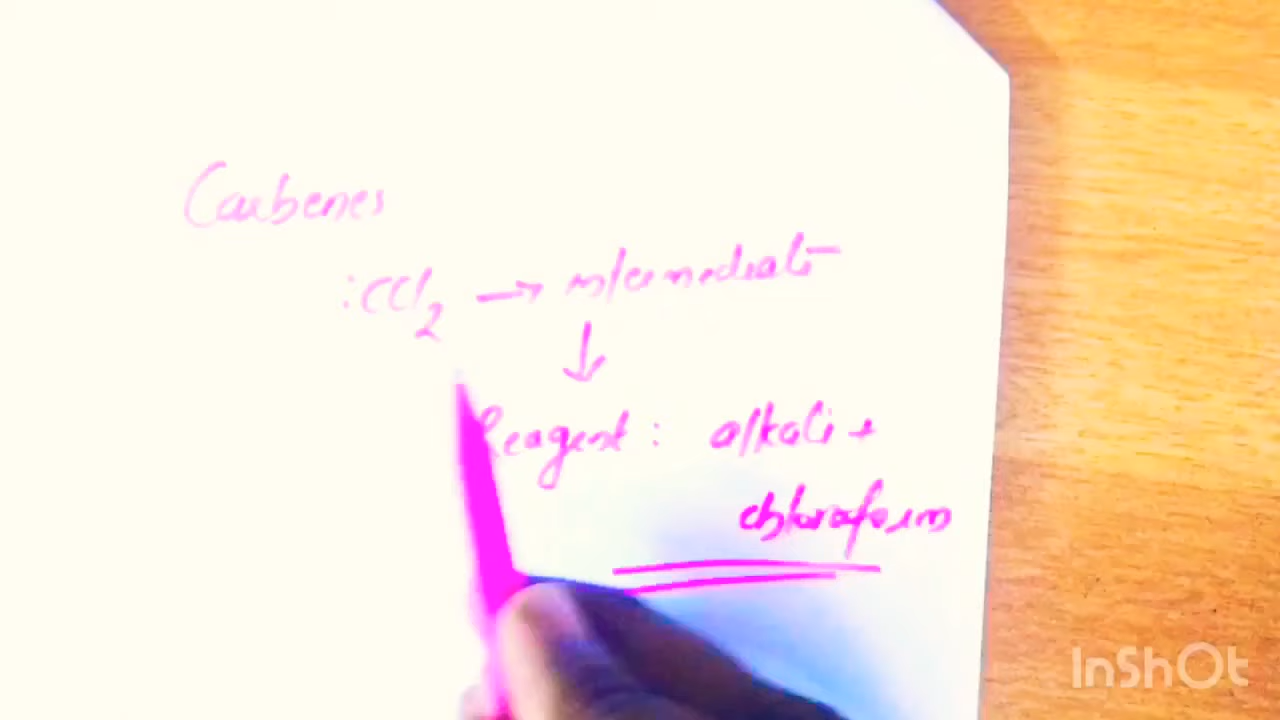 Carbenes
:CCl2 → intermediate
↓
Reagent: alkali +
chloroform
InShOt